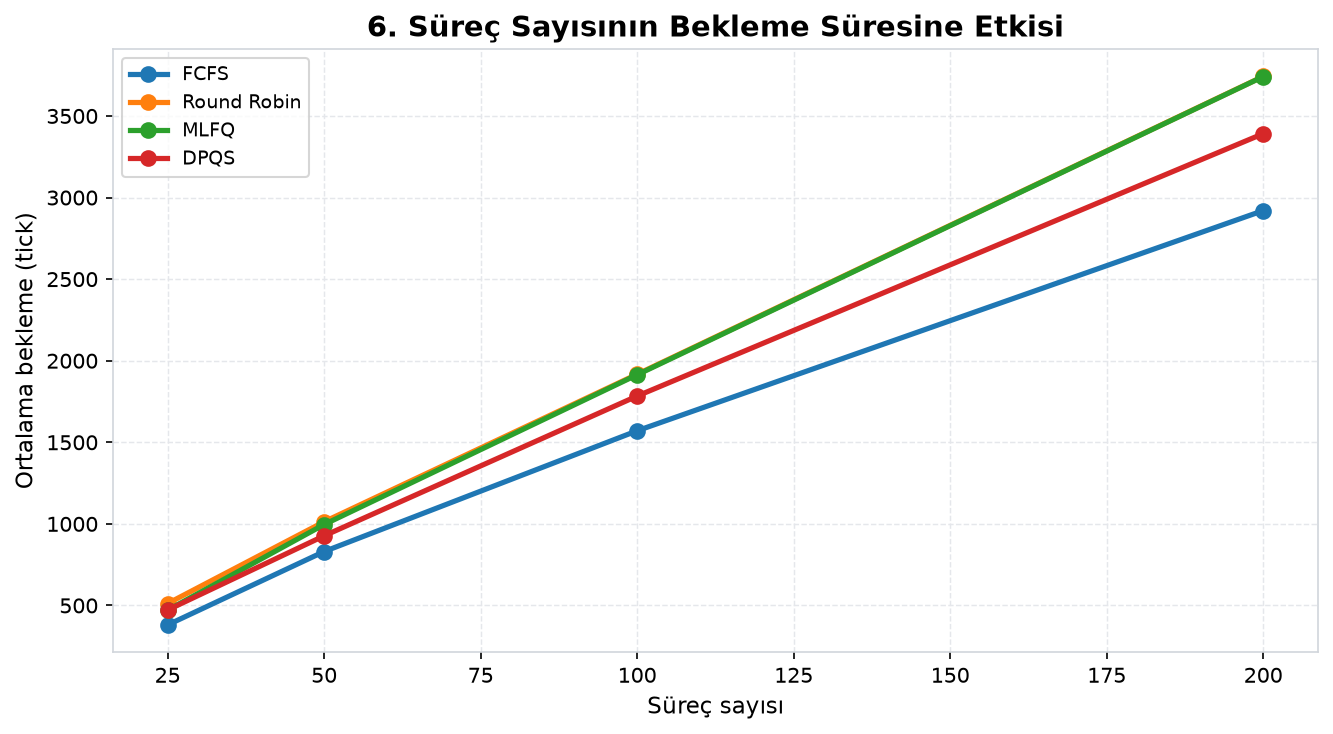 6. Süreç Sayısının Bekleme Süresine Etkisi
FCFS
Round Robin
MLFQ
DPQS
Ortalama bekleme (tick)
3500
3000
2500
2000
1500
1000
500
25 50 75 100 125 150 175 200
Süreç sayısı